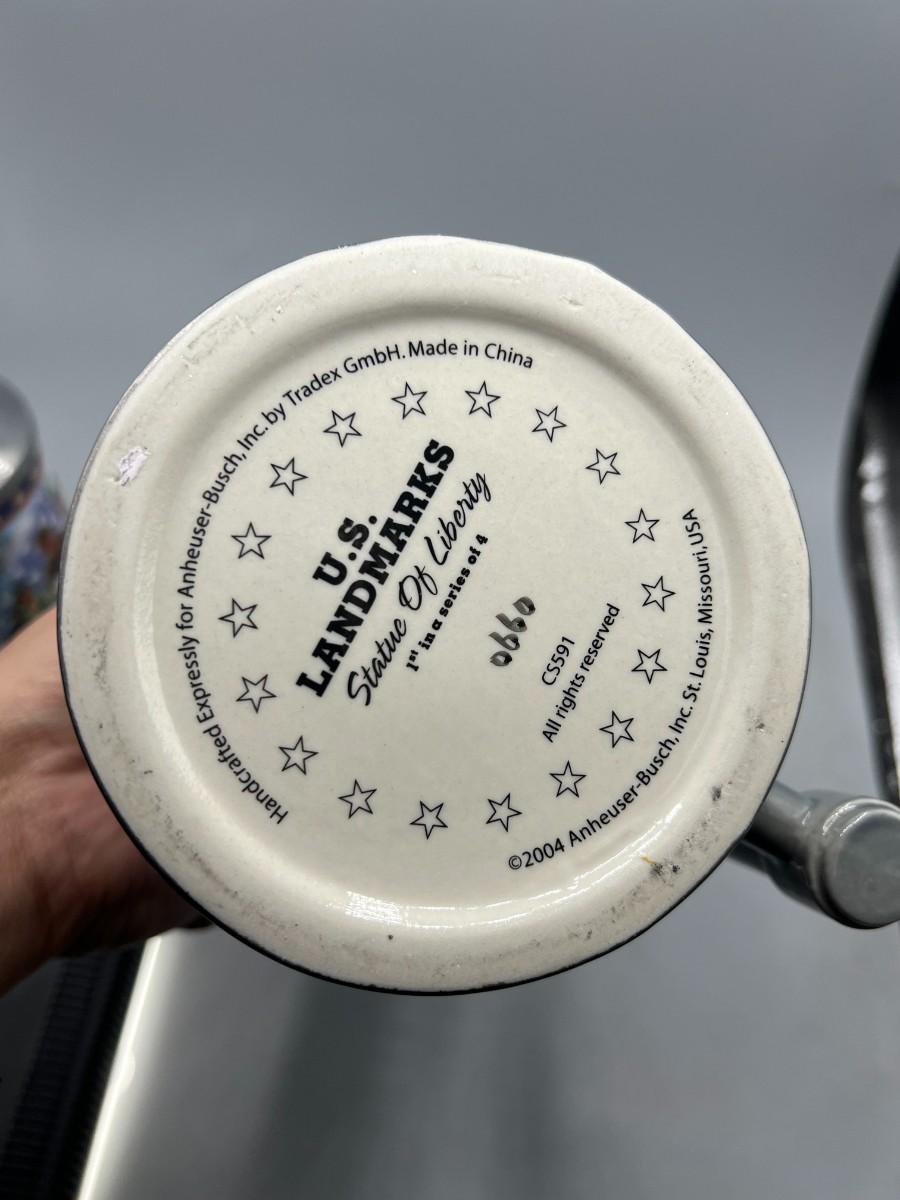 Handcrafted Expressly for Anheuser-Busch, Inc. by Tradex GmbH. Made in China
U.S.
LANDMARKS
Statue Of Liberty
1st in a series of 4
0660
CS591
All rights reserved
©2004 Anheuser-Busch, Inc. St. Louis, Missouri, USA